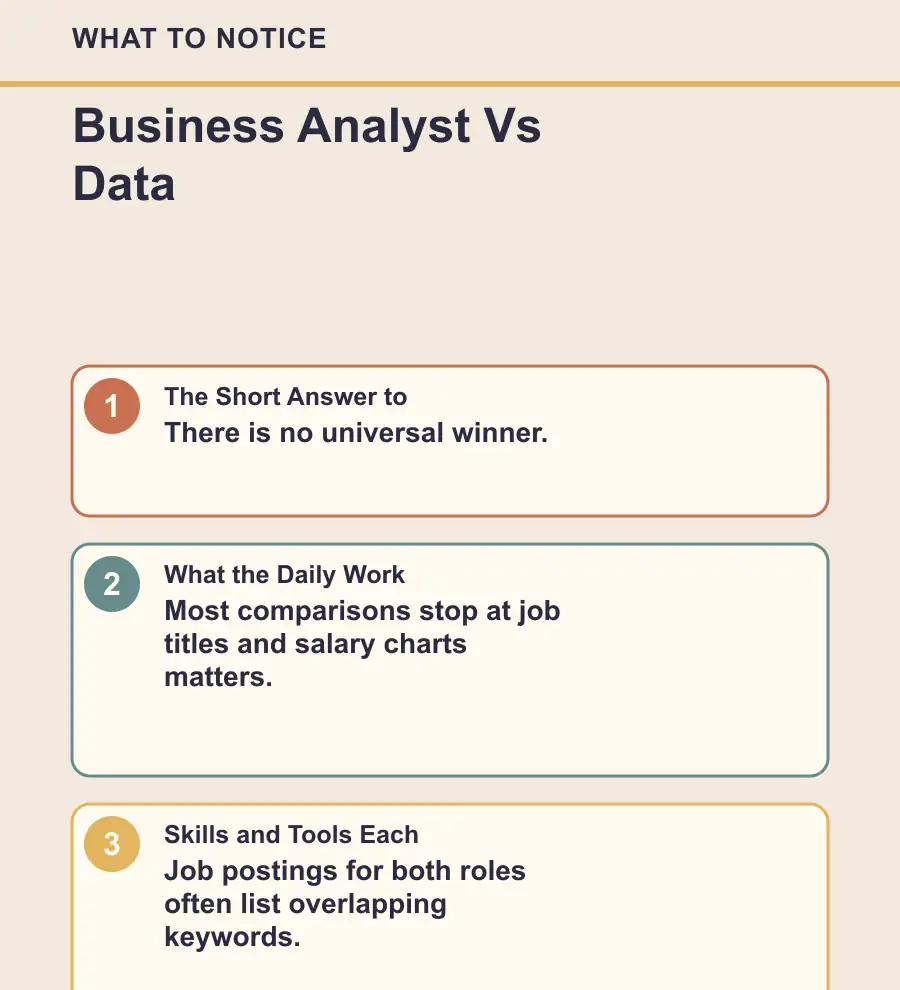 WHAT TO NOTICE
Business Analyst Vs
Data
1
The Short Answer to
There is no universal winner.
2
What the Daily Work
Most comparisons stop at job
titles and salary charts
matters.
3
Skills and Tools Each
Job postings for both roles
often list overlapping
keywords.